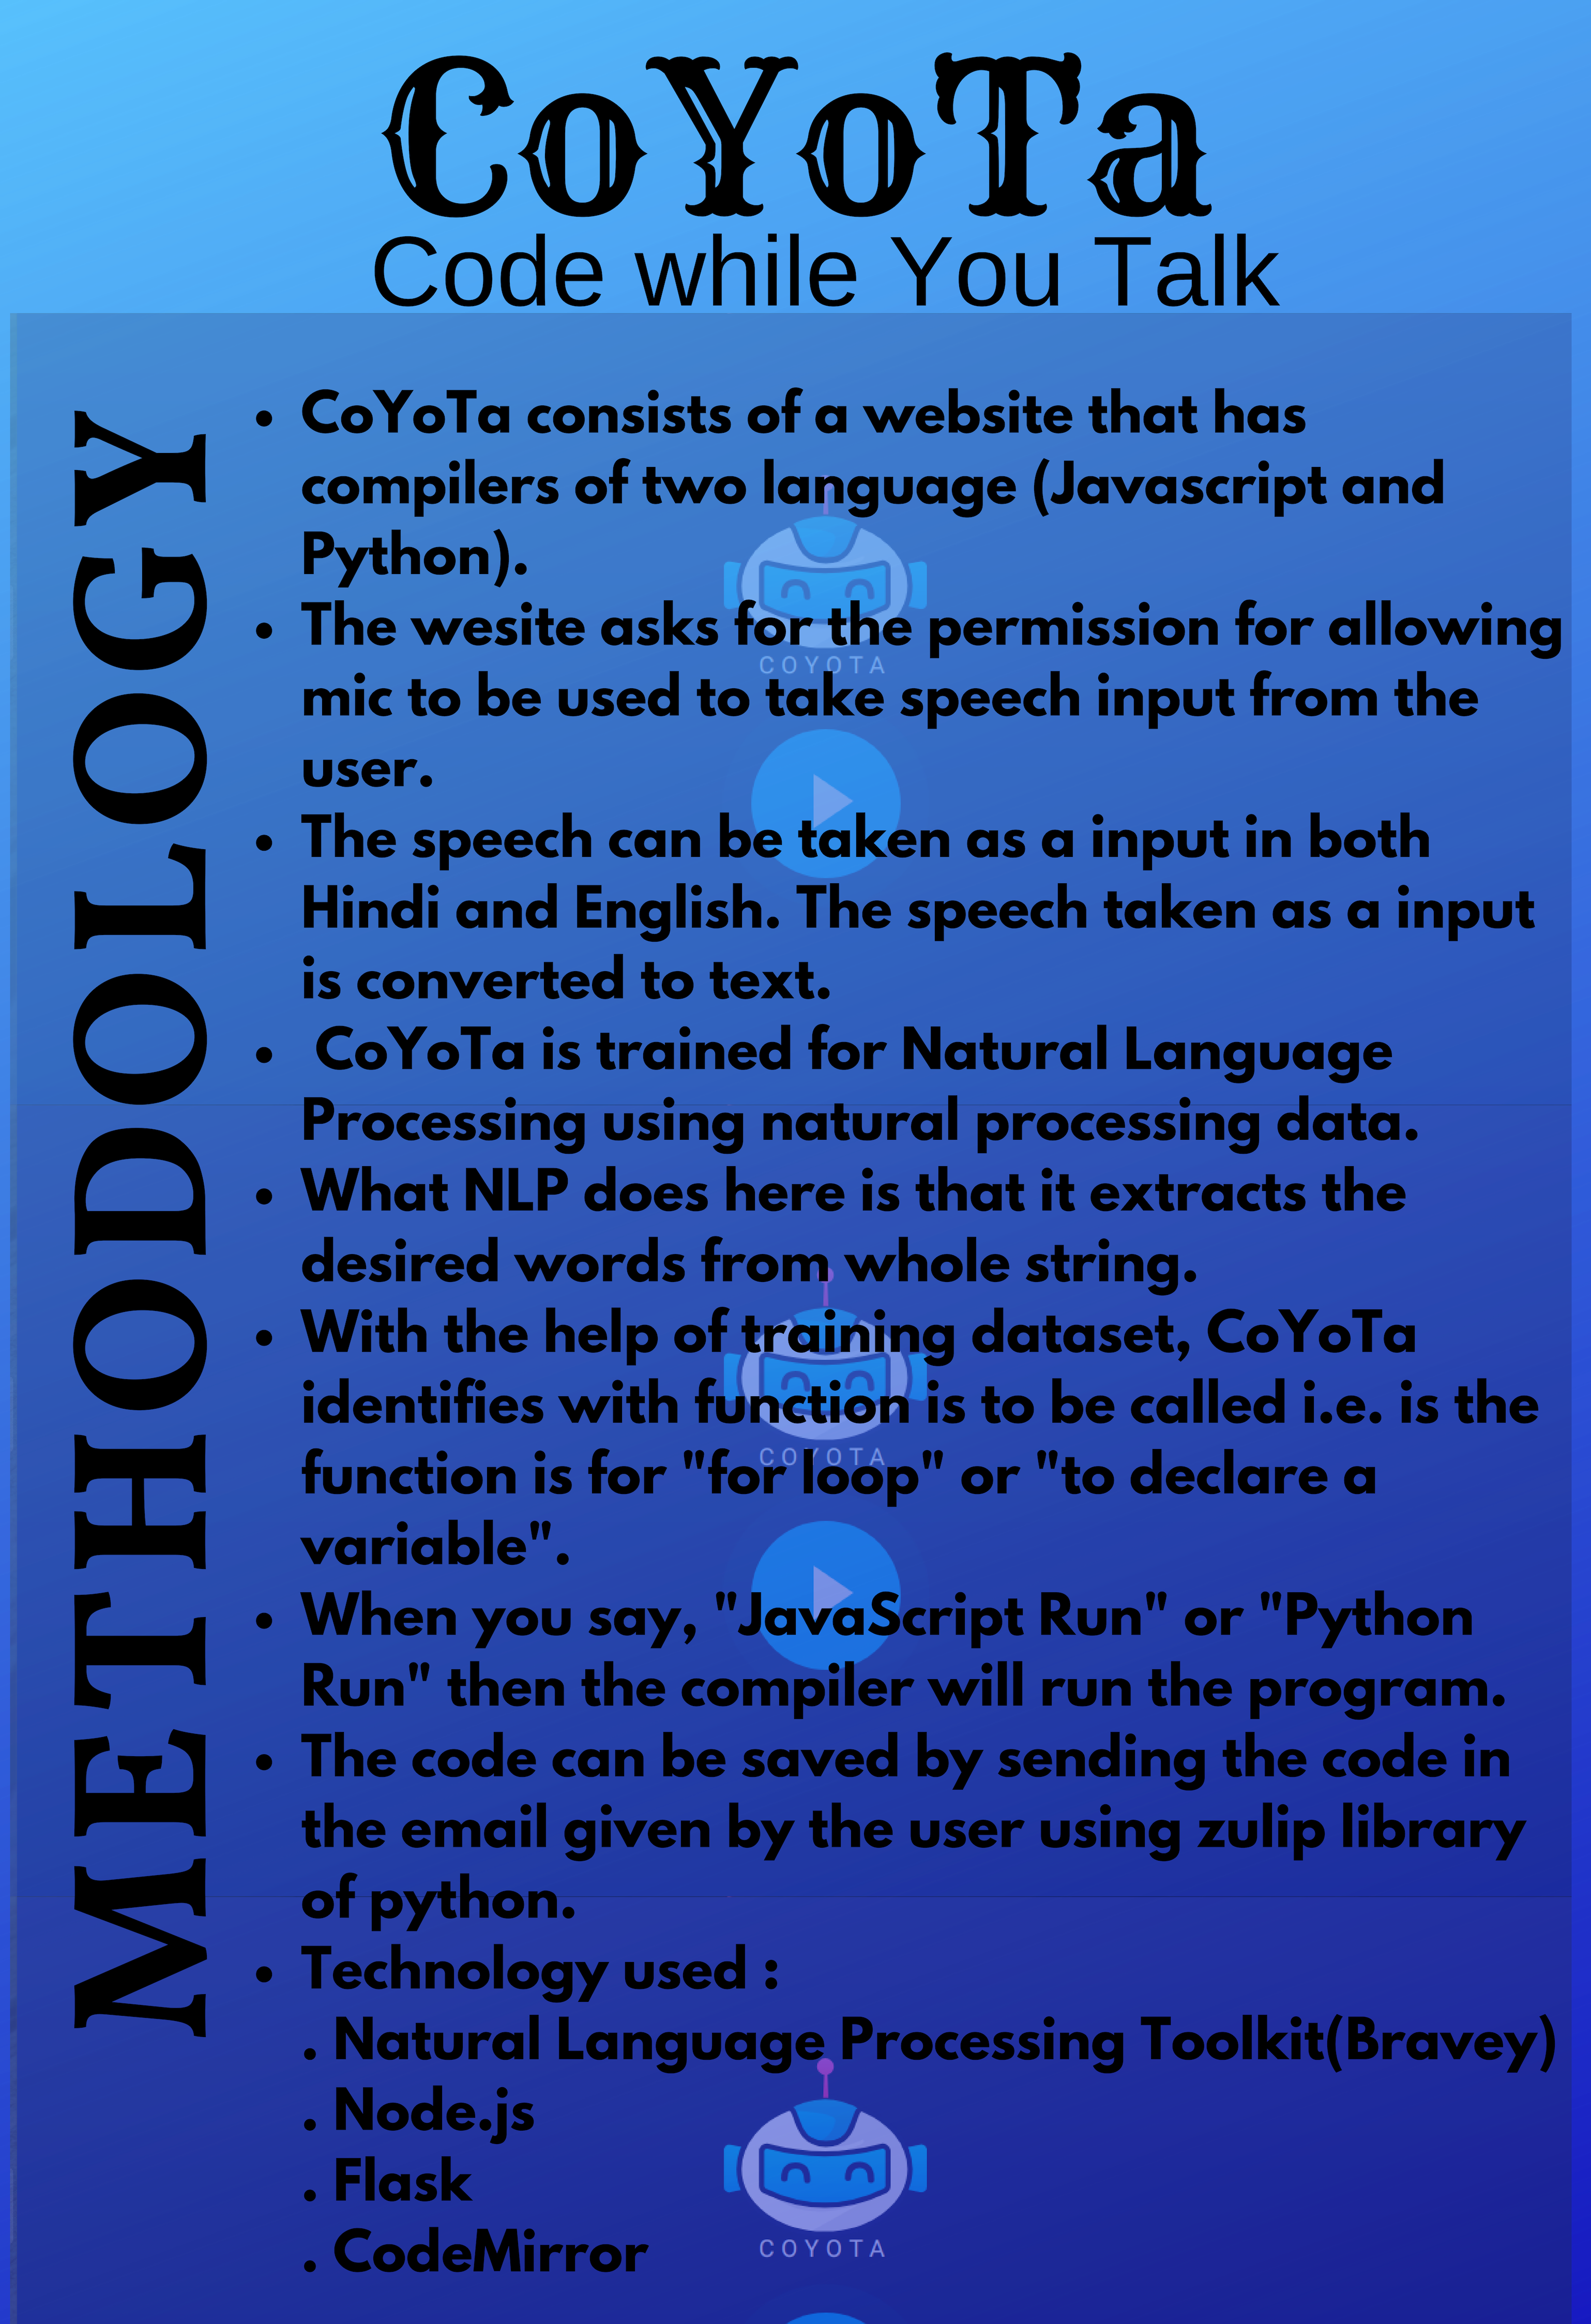 CoYoTa
Code while You Talk
METHODOLOGY
• CoYoTa consists of a website that has
compilers of two language (Javascript and
Python).
• The wesite asks for the permission for allowing
mic to be used to take speech input from the
user.
• The speech can be taken as a input in both
Hindi and English. The speech taken as a input
is converted to text.
• CoYoTa is trained for Natural Language
Processing using natural processing data.
• What NLP does here is that it extracts the
desired words from whole string.
• With the help of training dataset, CoYoTa
identifies with function is to be called i.e. is the
function is for "for loop" or "to declare a
variable".
• When you say, "JavaScript Run" or "Python
Run" then the compiler will run the program.
• The code can be saved by sending the code in
the email given by the user using zulip library
of python.
• Technology used :
. Natural Language Processing Toolkit(Bravey)
. Node.js
. Flask
. CodeMirror
COYOTA
COYOTA
COYOTA